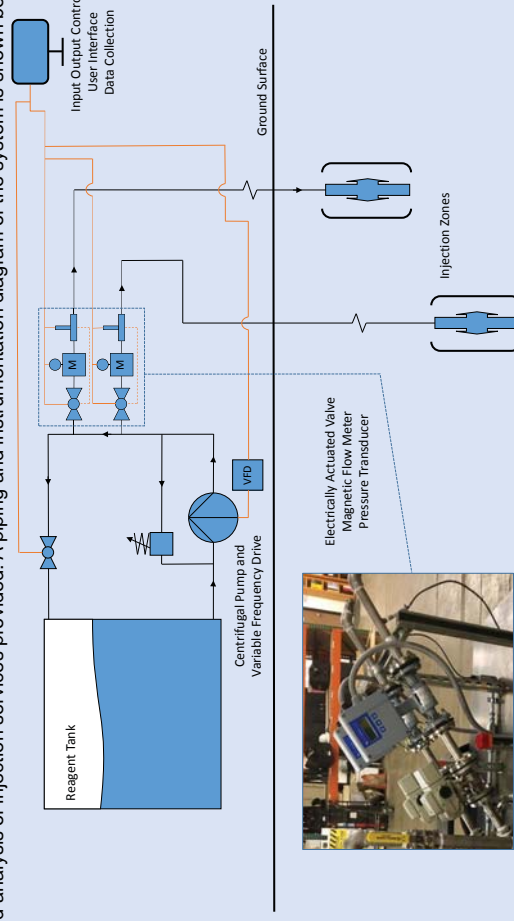 d analysis of injection services provided. A piping and instrumentation diagram of the system is shown be
Input Output Control
User Interface
Data Collection
Ground Surface
Injection Zones
M
M
VFD
Electrically Actuated Valve
Magnetic Flow Meter
Pressure Transducer
Centrifugal Pump and
Variable Frequency Drive
Reagent Tank